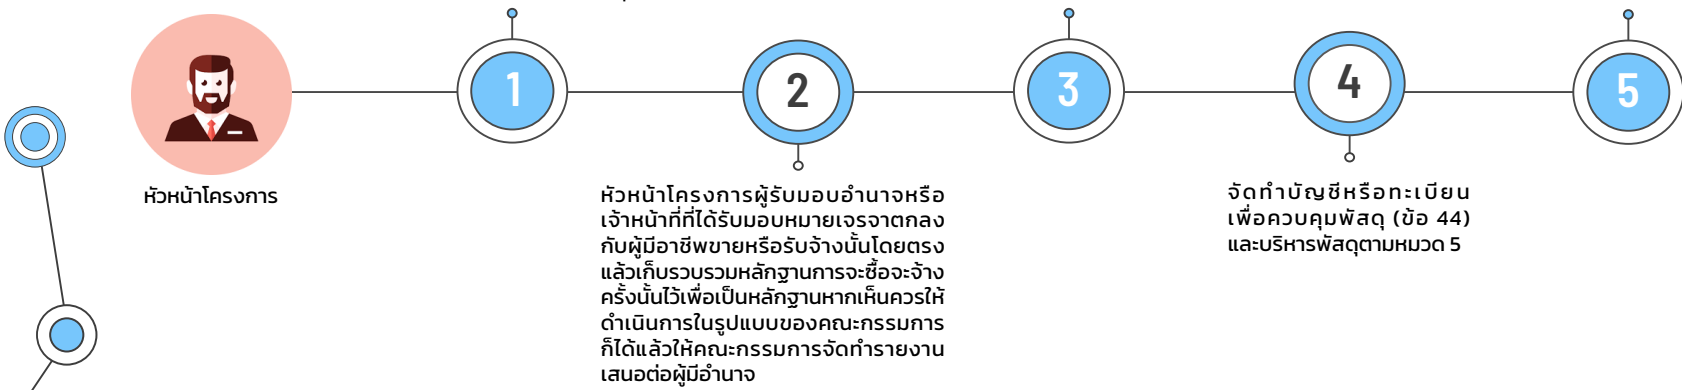 1
2
3
4
5
หัวหน้าโครงการ
หัวหน้าโครงการผู้รับมอบอำนาจหรือ
เจ้าหน้าที่ที่ได้รับมอบหมายเจรจาตกลง
กับผู้มีอาชีพขายหรือรับจ้างนั้นโดยตรง
แล้วเก็บรวบรวมหลักฐานการจะซื้อจะจ้าง
ครั้งนั้นไว้เพื่อเป็นหลักฐานหากเห็นควรให้
ดำเนินการในรูปแบบของคณะกรรมการ
ก็ได้แล้วให้คณะกรรมการจัดทำรายงาน
เสนอต่อผู้มีอำนาจ
จัดทำบัญชีหรือทะเบียน
เพื่อควบคุมพัสดุ (ข้อ 44)
และบริหารพัสดุตามหมวด 5